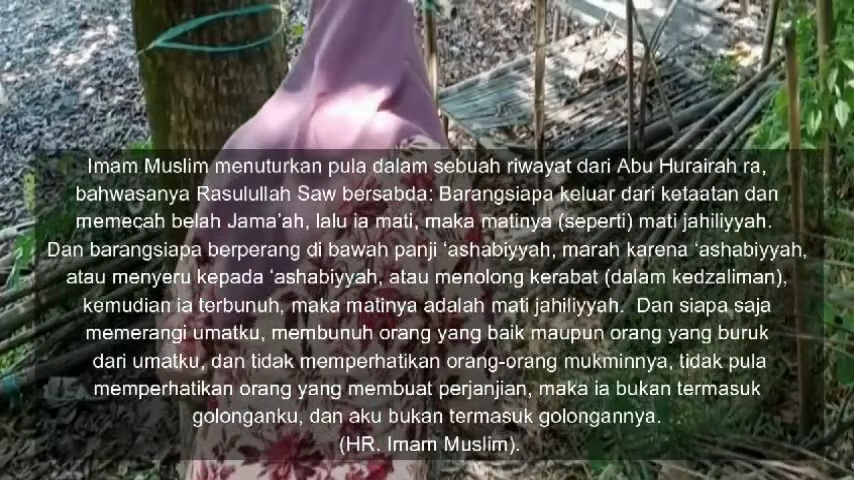 Imam Muslim menuturkan pula dalam sebuah riwayat dari Abu Hurairah ra,
bahwasanya Rasulullah Saw bersabda: Barangsiapa keluar dari ketaatan dan
memecah belah Jama'ah, lalu ia mati, maka matinya (seperti) mati jahiliyyah.
Dan barangsiapa berperang di bawah panji 'ashabiyyah, marah karena 'ashabiyyah,
atau menyeru kepada 'ashabiyyah, atau menolong kerabat (dalam kedzaliman),
kemudian ia terbunuh, maka matinya adalah mati jahiliyyah. Dan siapa saja
memerangi umatku, membunuh orang yang baik maupun orang yang buruk
dari umatku, dan tidak memperhatikan orang-orang mukminnya, tidak pula
memperhatikan orang yang membuat perjanjian, maka ia bukan termasuk
golonganku, dan aku bukan termasuk golongannya.
(HR. Imam Muslim).